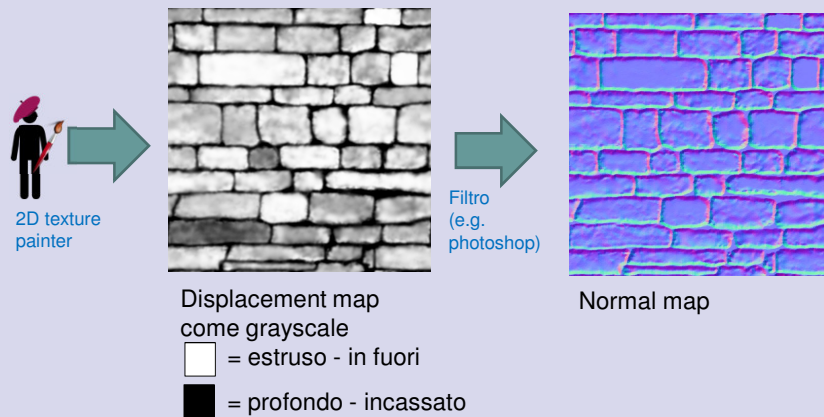 2D texture
painter
Displacement map
come grayscale
= estruso - in fuori
= profondo - incassato
Filtro
(e.g.
photoshop)
Normal map